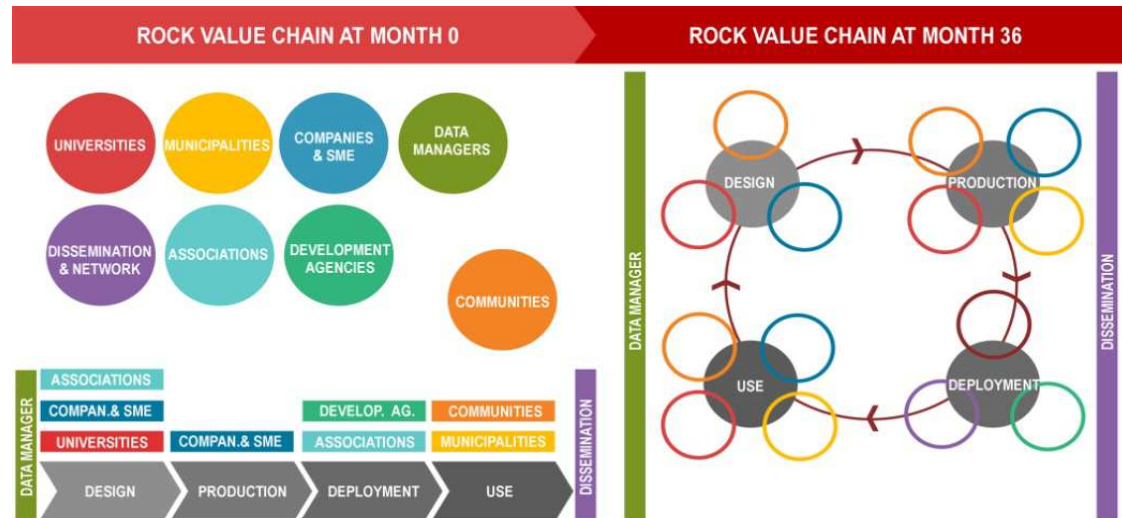 ROCK VALUE CHAIN AT MONTH 0
UNIVERSITIES
MUNICIPALITIES
COMPANIES
& SME
DATA
MANAGERS
DISSEMINATION
& NETWORK
ASSOCIATIONS
DEVELOPMENT
AGENCIES
COMMUNITIES
DATA MANAGER
ASSOCIATIONS
COMPAN.& SME
UNIVERSITIES
COMPAN.& SME
DEVELOP. AG.
ASSOCIATIONS
COMMUNITIES
MUNICIPALITIES
DESIGN
PRODUCTION
DEPLOYMENT
USE
DISSEMINATION
ROCK VALUE CHAIN AT MONTH 36
DATA MANAGER
DESIGN
PRODUCTION
USE
DEPLOYMENT
DISSEMINATION